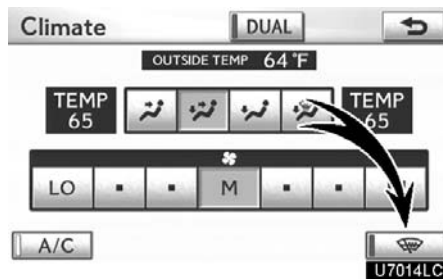 Climate DUAL
OUTSIDE TEMP 64°F
TEMP 65 TEMP 65
LO M
A/C
U7014LC